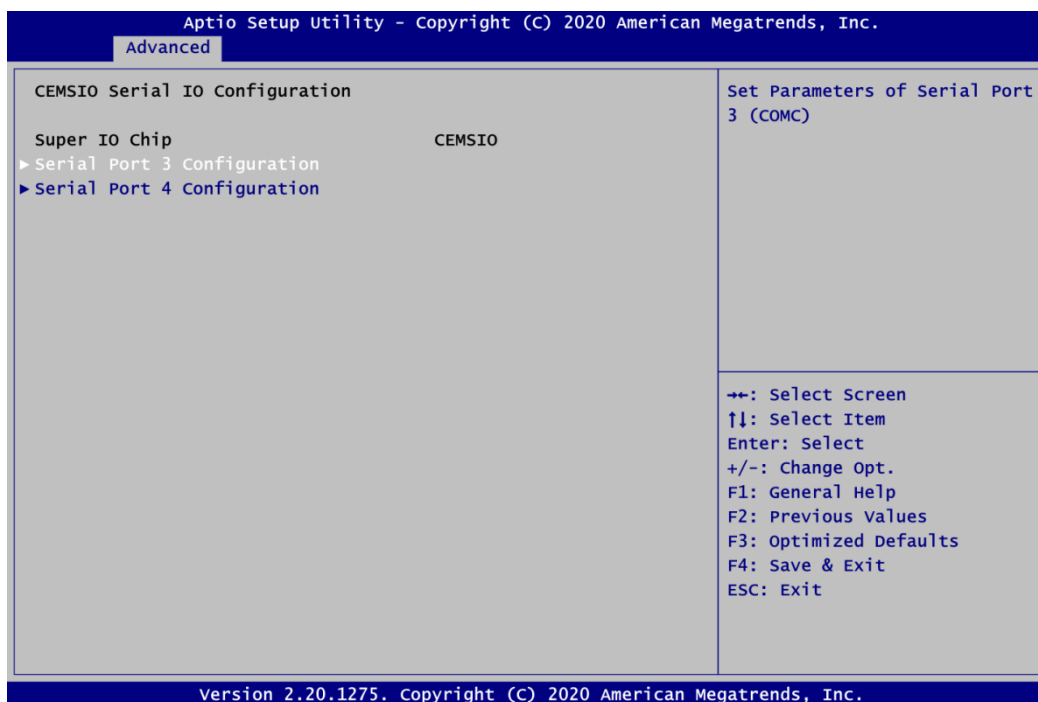 Aptio Setup Utility - Copyright (C) 2020 American Megatrends, Inc.
Advanced
CEMSIO Serial IO Configuration
Super IO Chip CEMSIO
►Serial Port 3 Configuration
►Serial Port 4 Configuration
Set Parameters of Serial Port
3 (COMC)
→←: Select Screen
↑↓: Select Item
Enter: Select
+/-: Change Opt.
F1: General Help
F2: Previous Values
F3: Optimized Defaults
F4: Save & Exit
ESC: Exit
Version 2.20.1275. Copyright (C) 2020 American Megatrends, Inc.